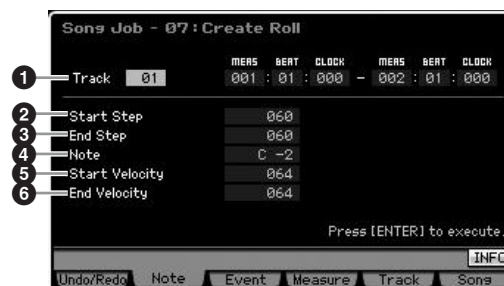 Song Job - 07:Create Roll
MEAS BEAT CLOCK MEAS BEAT CLOCK
1 Track 01 001 : 01 : 000 - 002 : 01 : 000
2 Start Step 060
3 End Step 060
4 Note C -2
5 Start Velocity 064
6 End Velocity 064
Press [ENTER] to execute.
INFO
Undo/Redo Note Event Measure Track Song